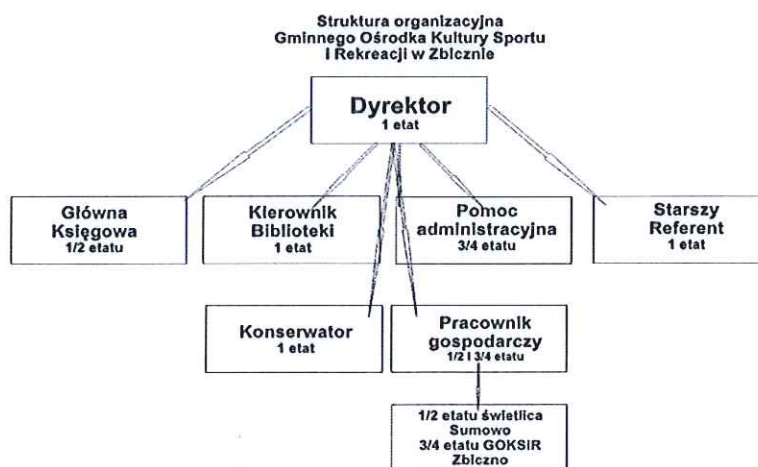 Struktura organizacyjna
Gminnego Ośrodka Kultury Sportu
i Rekreacji w Zbicznie
Dyrektor
1 etat
Główna
Księgowa
1/2 etatu
Kierownik
Biblioteki
1 etat
Pomoc
administracyjna
3/4 etatu
Starszy
Referent
1 etat
Konserwator
1 etat
Pracownik
gospodarczy
1/2 i 3/4 etatu
1/2 etatu świetlica
Sumowo
3/4 etatu GOKSiR
Zbiczno